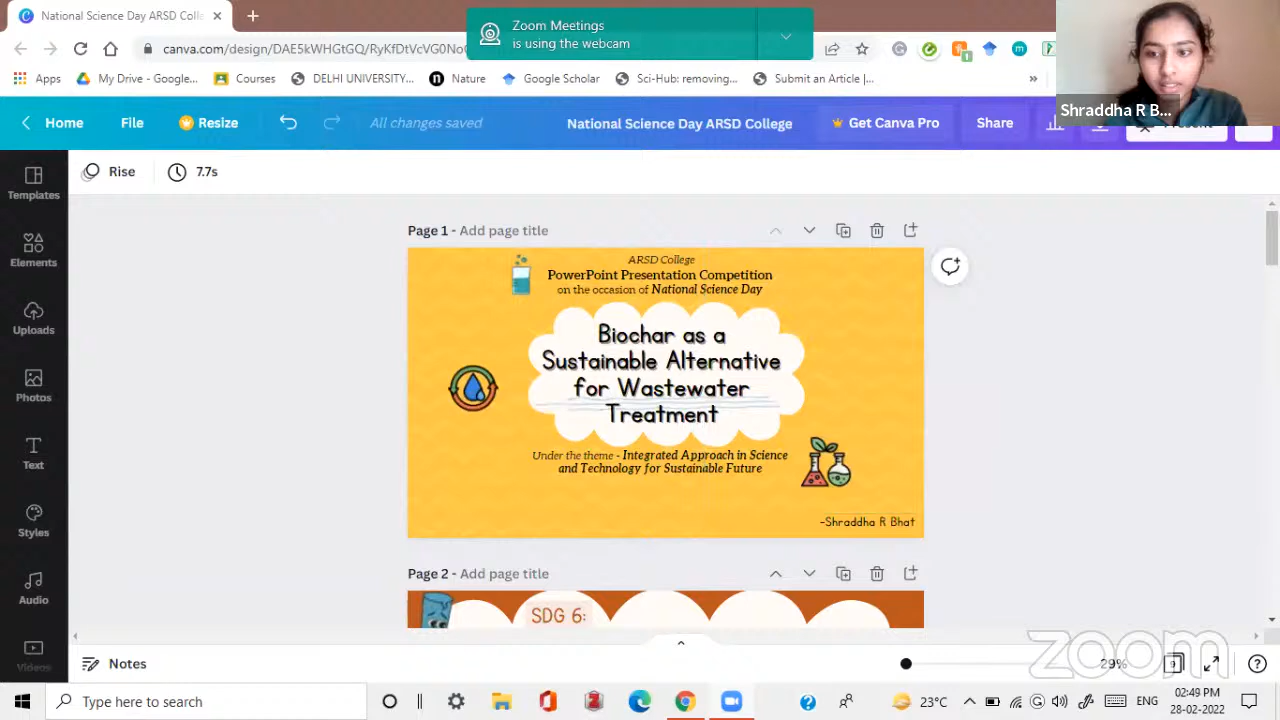 National Science Day ARSD Colle
Zoom Meetings
is using the webcam
canva.com/design/DAE5kWHGtGQ/RyKfDtVcVG0No
Apps
My Drive - Google...
Courses
DELHI UNIVERSITY...
Nature
Google Scholar
Sci-Hub: removing...
Submit an Article |...
»
Shraddha R B...
Home
File
Resize
All changes saved
National Science Day ARSD College
Get Canva Pro
Share
Rise
7.7s
Templates
Elements
Uploads
Photos
Text
Styles
Audio
Videos
Page 1 - Add page title
ARSD College
PowerPoint Presentation Competition
on the occasion of National Science Day
Biochar as a
Sustainable Alternative
for Wastewater
Treatment
Under the theme - Integrated Approach in Science
and Technology for Sustainable Future
-Shraddha R Bhat
Page 2 - Add page title
SDG 6:
Notes
29%
9
zoom
Type here to search
23°C
ENG
02:49 PM
28-02-2022